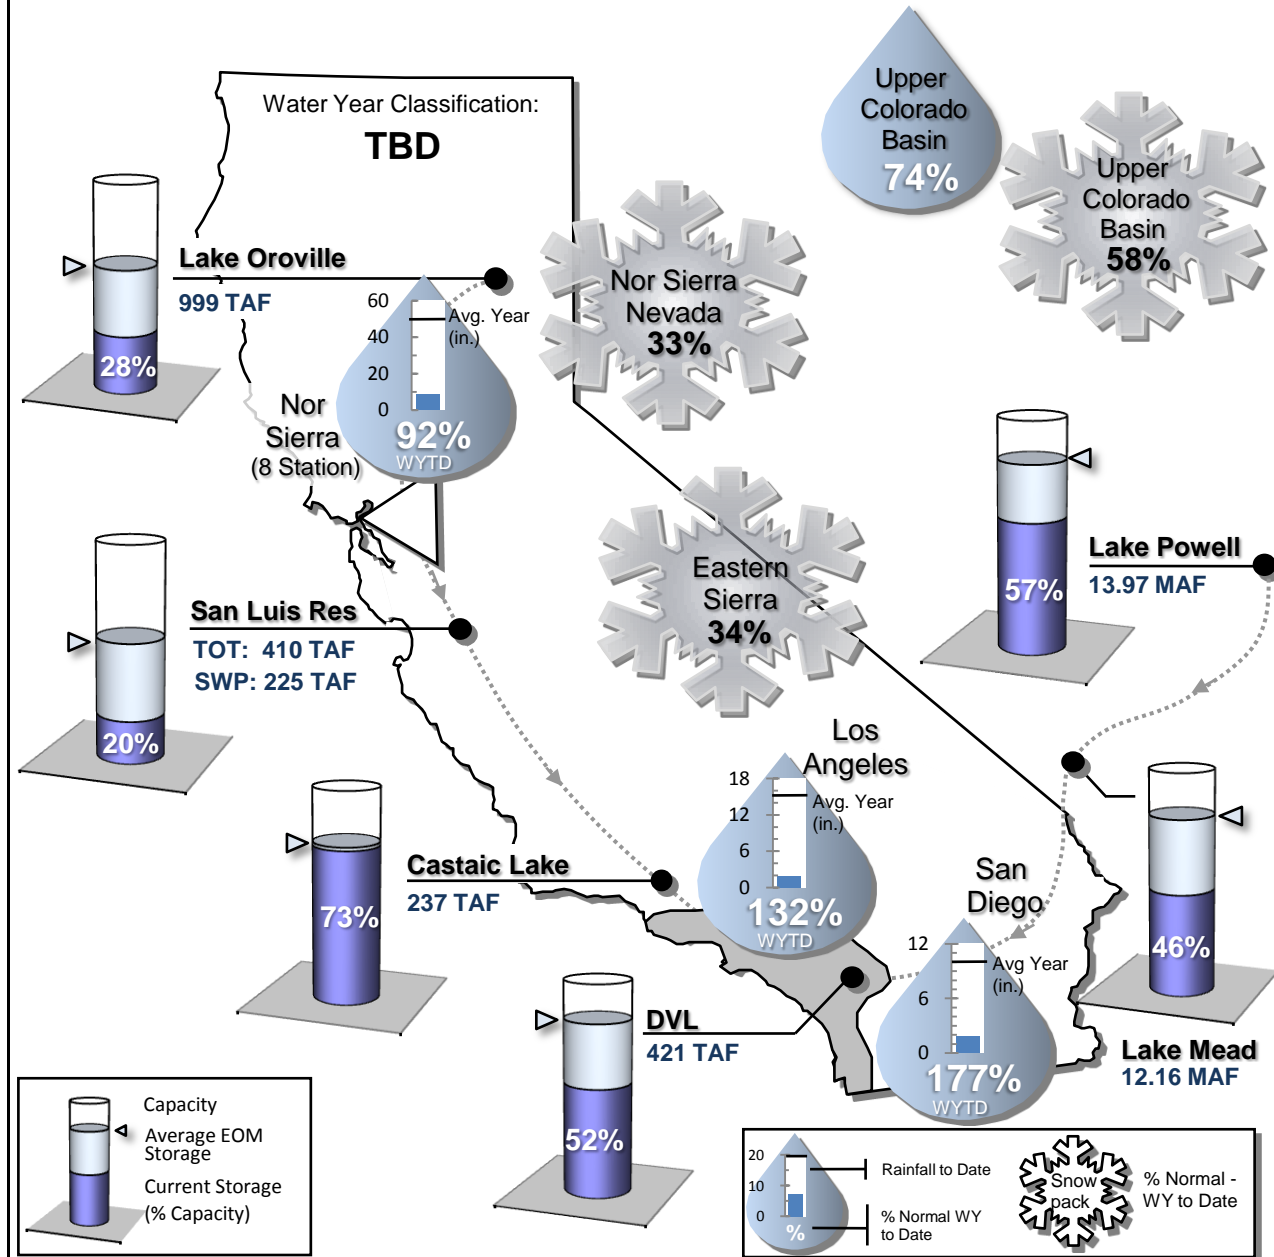 Water Year Classification:
TBD
Upper
Colorado
Basin
74%
Upper
Colorado
Basin
58%
Lake Oroville
999 TAF
28%
60
40
20
0
Avg. Year
(in.)
92%
WYTD
Nor
Sierra
(8 Station)
Nor Sierra
Nevada
33%
Eastern
Sierra
34%
57%
Lake Powell
13.97 MAF
San Luis Res
TOT: 410 TAF
SWP: 225 TAF
20%
Los
Angeles
18
12
6
0
Avg. Year
(in.)
132%
WYTD
Castaic Lake
237 TAF
73%
San
Diego
12
6
0
Avg Year
(in.)
177%
WYTD
46%
Lake Mead
12.16 MAF
DVL
421 TAF
52%
Capacity
Average EOM
Storage
Current Storage
(% Capacity)
20
10
0
%
Rainfall to Date
% Normal WY
to Date
Snow
pack
% Normal -
WY to Date